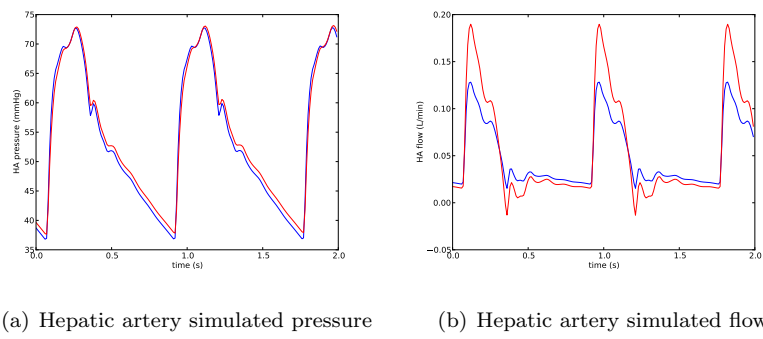 75
70
65
60
55
50
45
40
35
HA pressure (mmHg)
0.0 0.5 1.0 1.5 2.0
time (s)
0.20
0.15
0.10
0.05
0.00
−0.05
HA flow (L/min)
0.0 0.5 1.0 1.5 2.0
time (s)
(a) Hepatic artery simulated pressure
(b) Hepatic artery simulated flow